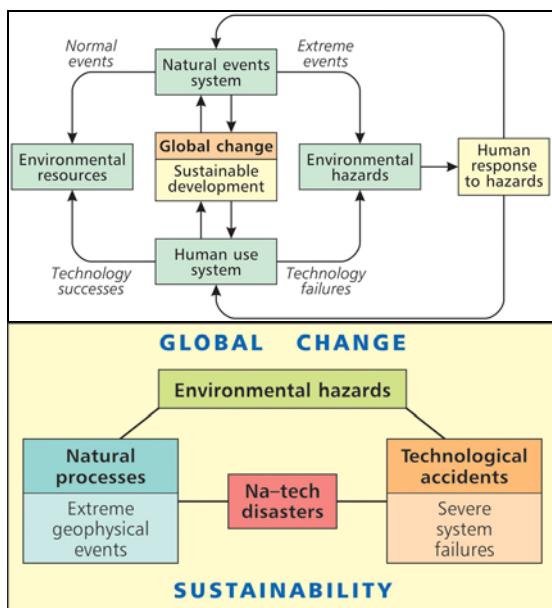 Normal
events
Extreme
events
Natural events
system
Global change
Sustainable
development
Environmental
resources
Environmental
hazards
Human
response
to hazards
Human use
system
Technology
successes
Technology
failures
GLOBAL CHANGE
Environmental hazards
Natural
processes
Extreme
geophysical
events
Na–tech
disasters
Technological
accidents
Severe
system
failures
SUSTAINABILITY